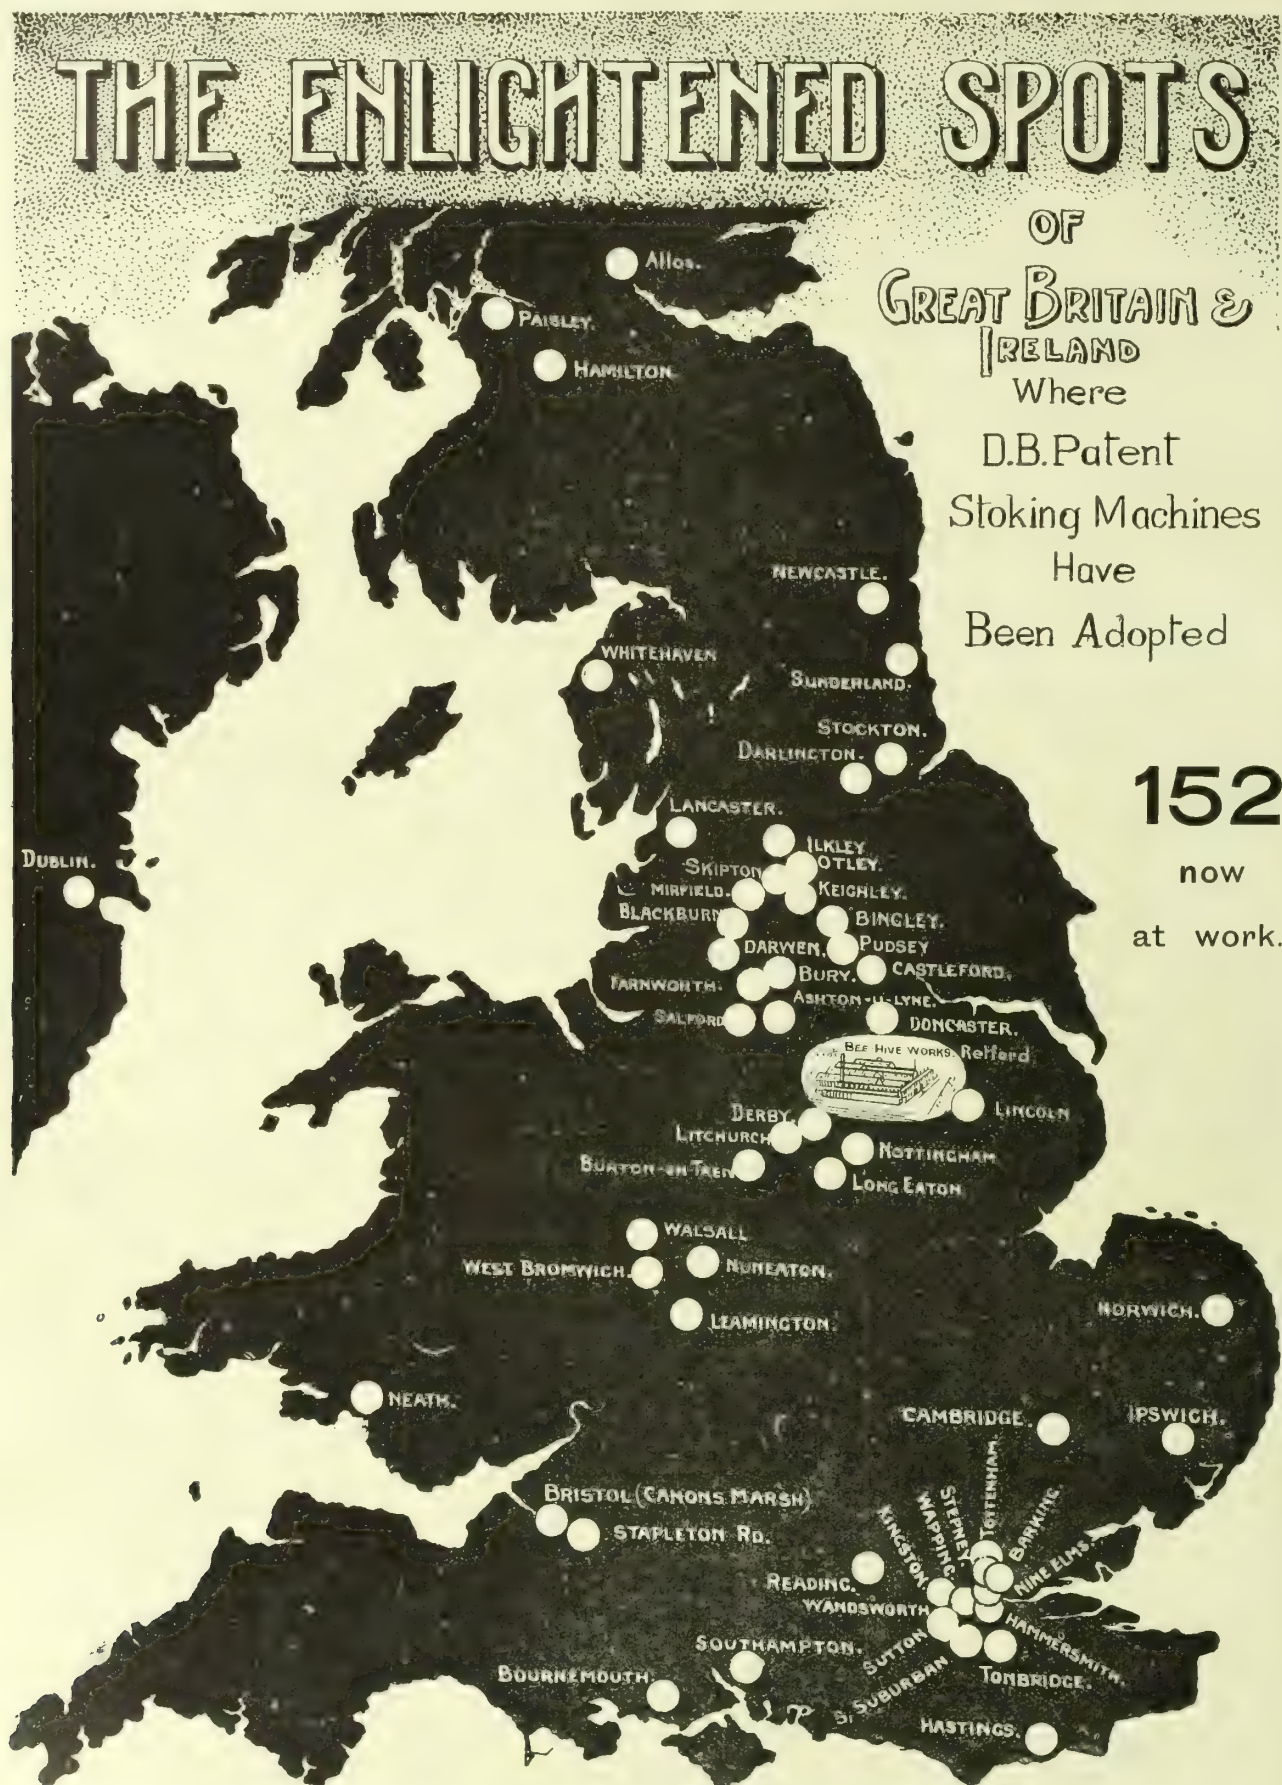 THE ENLIGHTENED SPOTS
OF
GREAT BRITAIN &
IRELAND
Where
D.B. Patent
Stoking Machines
Have
Been Adopted
152
now
at work.
Alloa.
PAISLEY.
HAMILTON.
NEWCASTLE.
WHITEHAVEN
SUNDERLAND.
STOCKTON.
DARLINGTON.
LANCASTER.
DUBLIN.
ILKLEY
OTLEY.
SKIPTON
MIRFIELD.
KEIGHLEY.
BLACKBURN
BINGLEY.
DARWEN.
PUDSEY
BURY.
CASTLEFORD.
FARNWORTH.
ASHTON-U-LYNE.
SALFORD
DONCASTER.
BEE HIVE WORKS. Retford
LINCOLN
DERBY.
LITCHURCH
NOTTINGHAM
BURTON-ON-TREN
LONG EATON
WALSALL
WEST BROMWICH.
NUNEATON.
LEAMINGTON.
NORWICH.
NEATH.
CAMBRIDGE.
IPSWICH.
BRISTOL (CANONS MARSH)
STAPLETON RD.
KINGSTON
WAPPING
STEPNEY
TOTTENHAM.
BARKING
NINE ELMS.
READING.
WANDSWORTH
HAMMERSMITH.
SUTTON
SUBURBAN
TONBRIDGE.
SOUTHAMPTON.
BOURNEMOUTH.
HASTINGS.